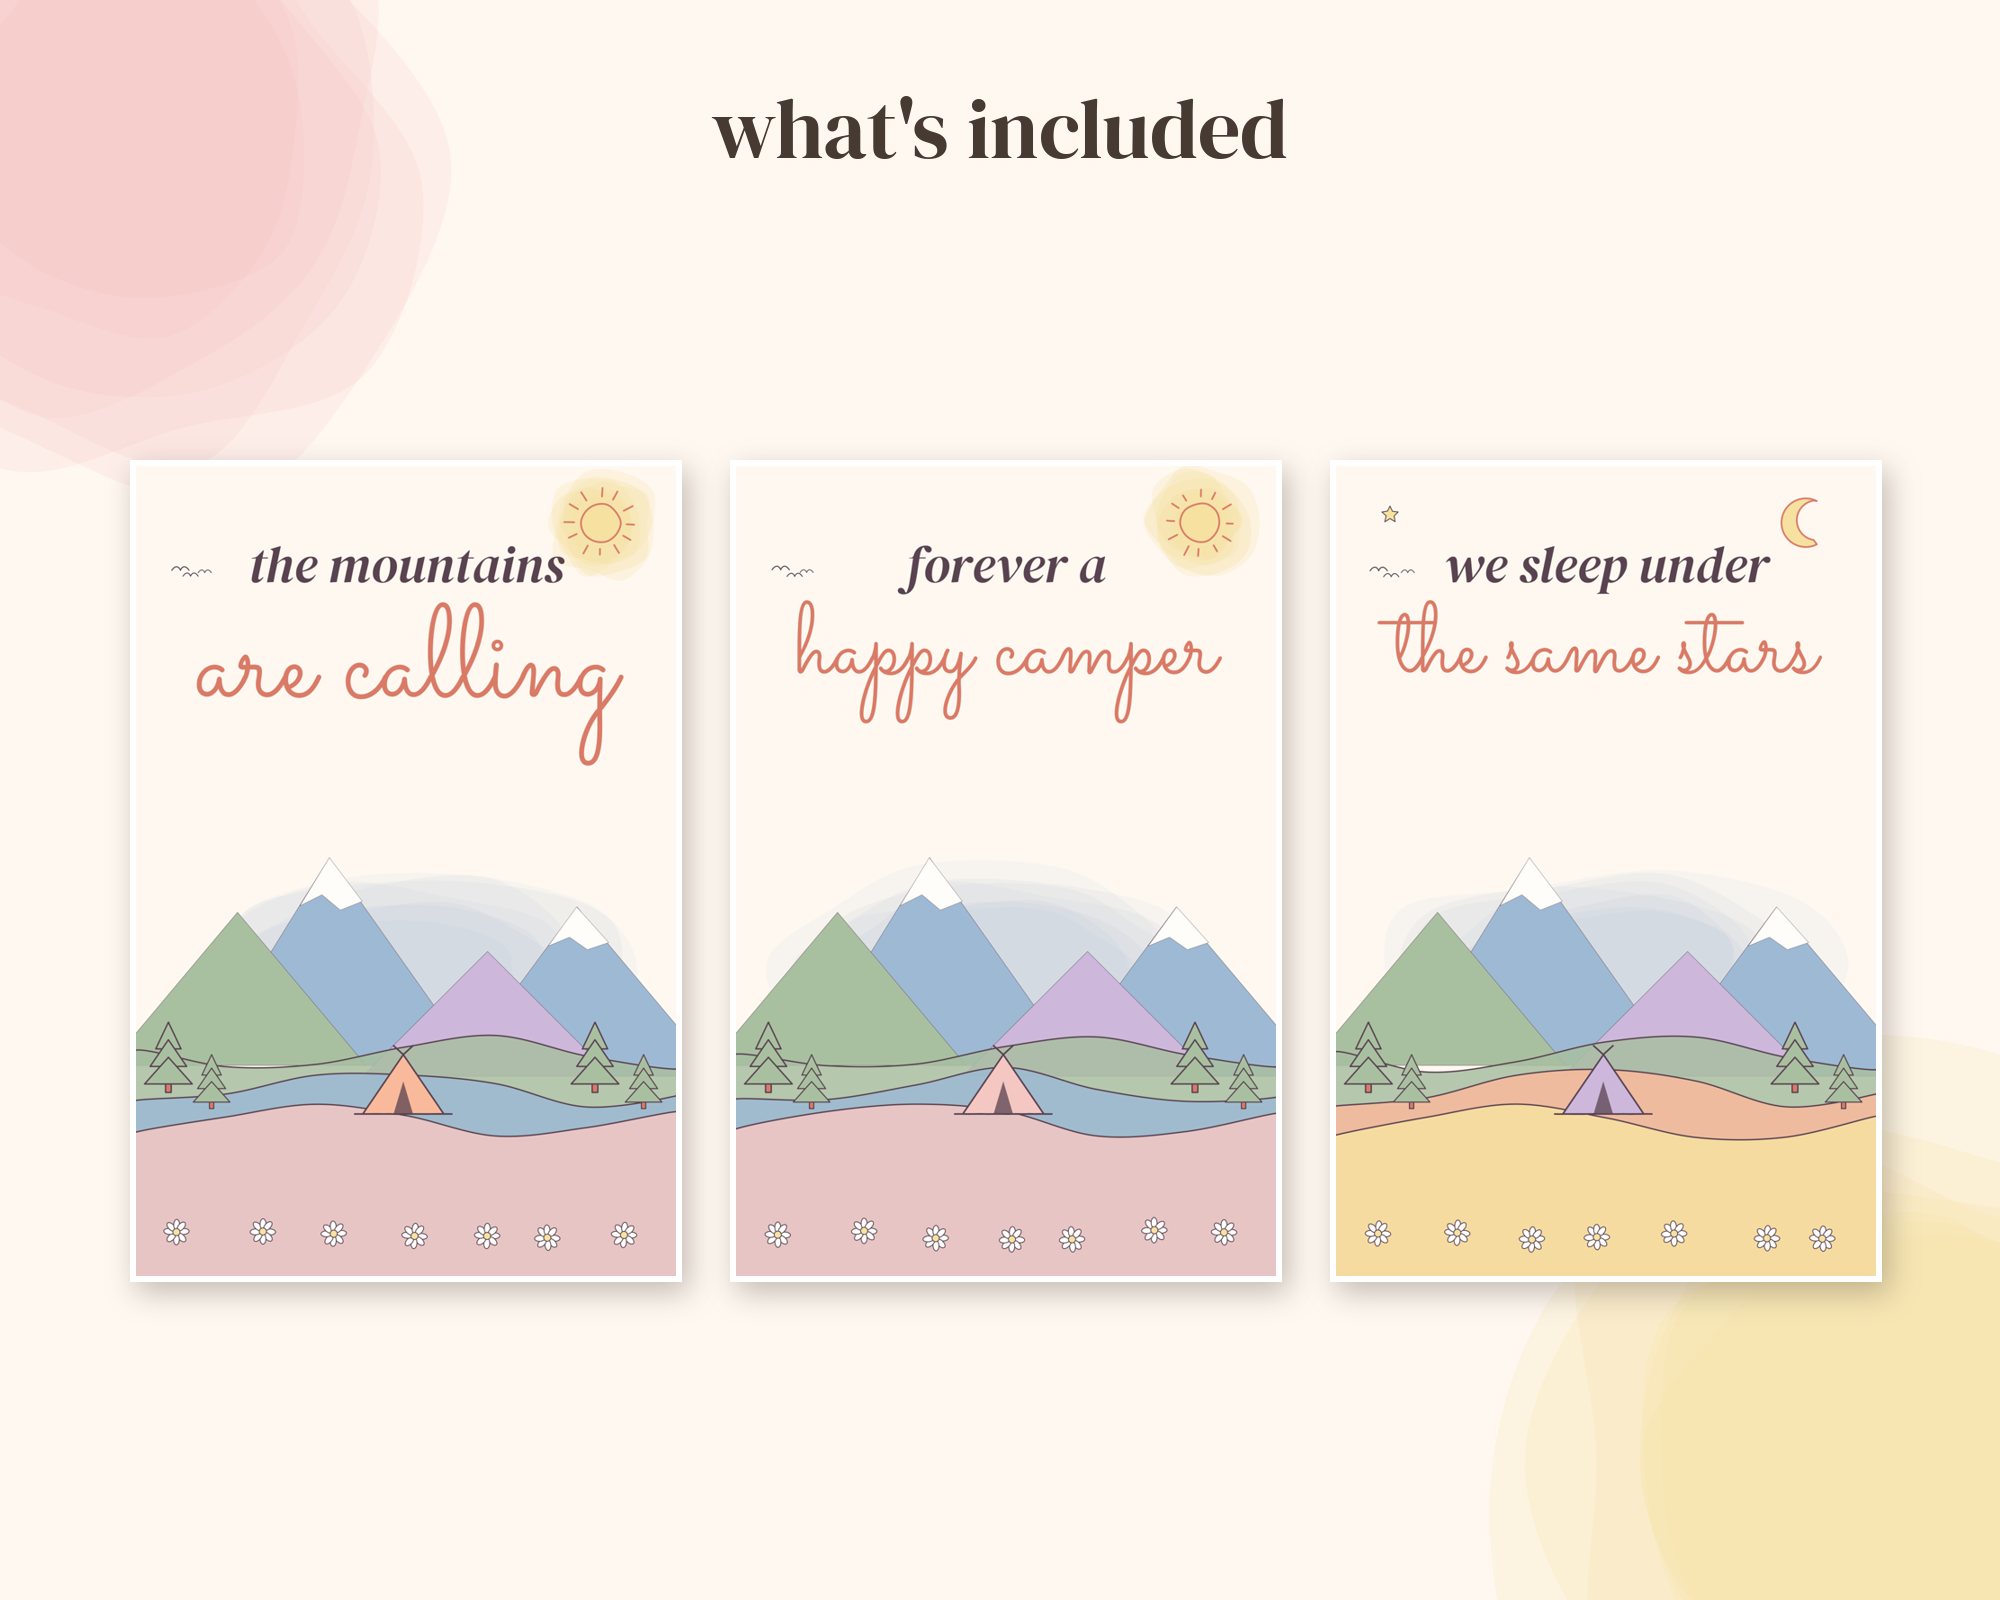 what's included
the mountains
are calling
forever a
happy camper
we sleep under
the same stars